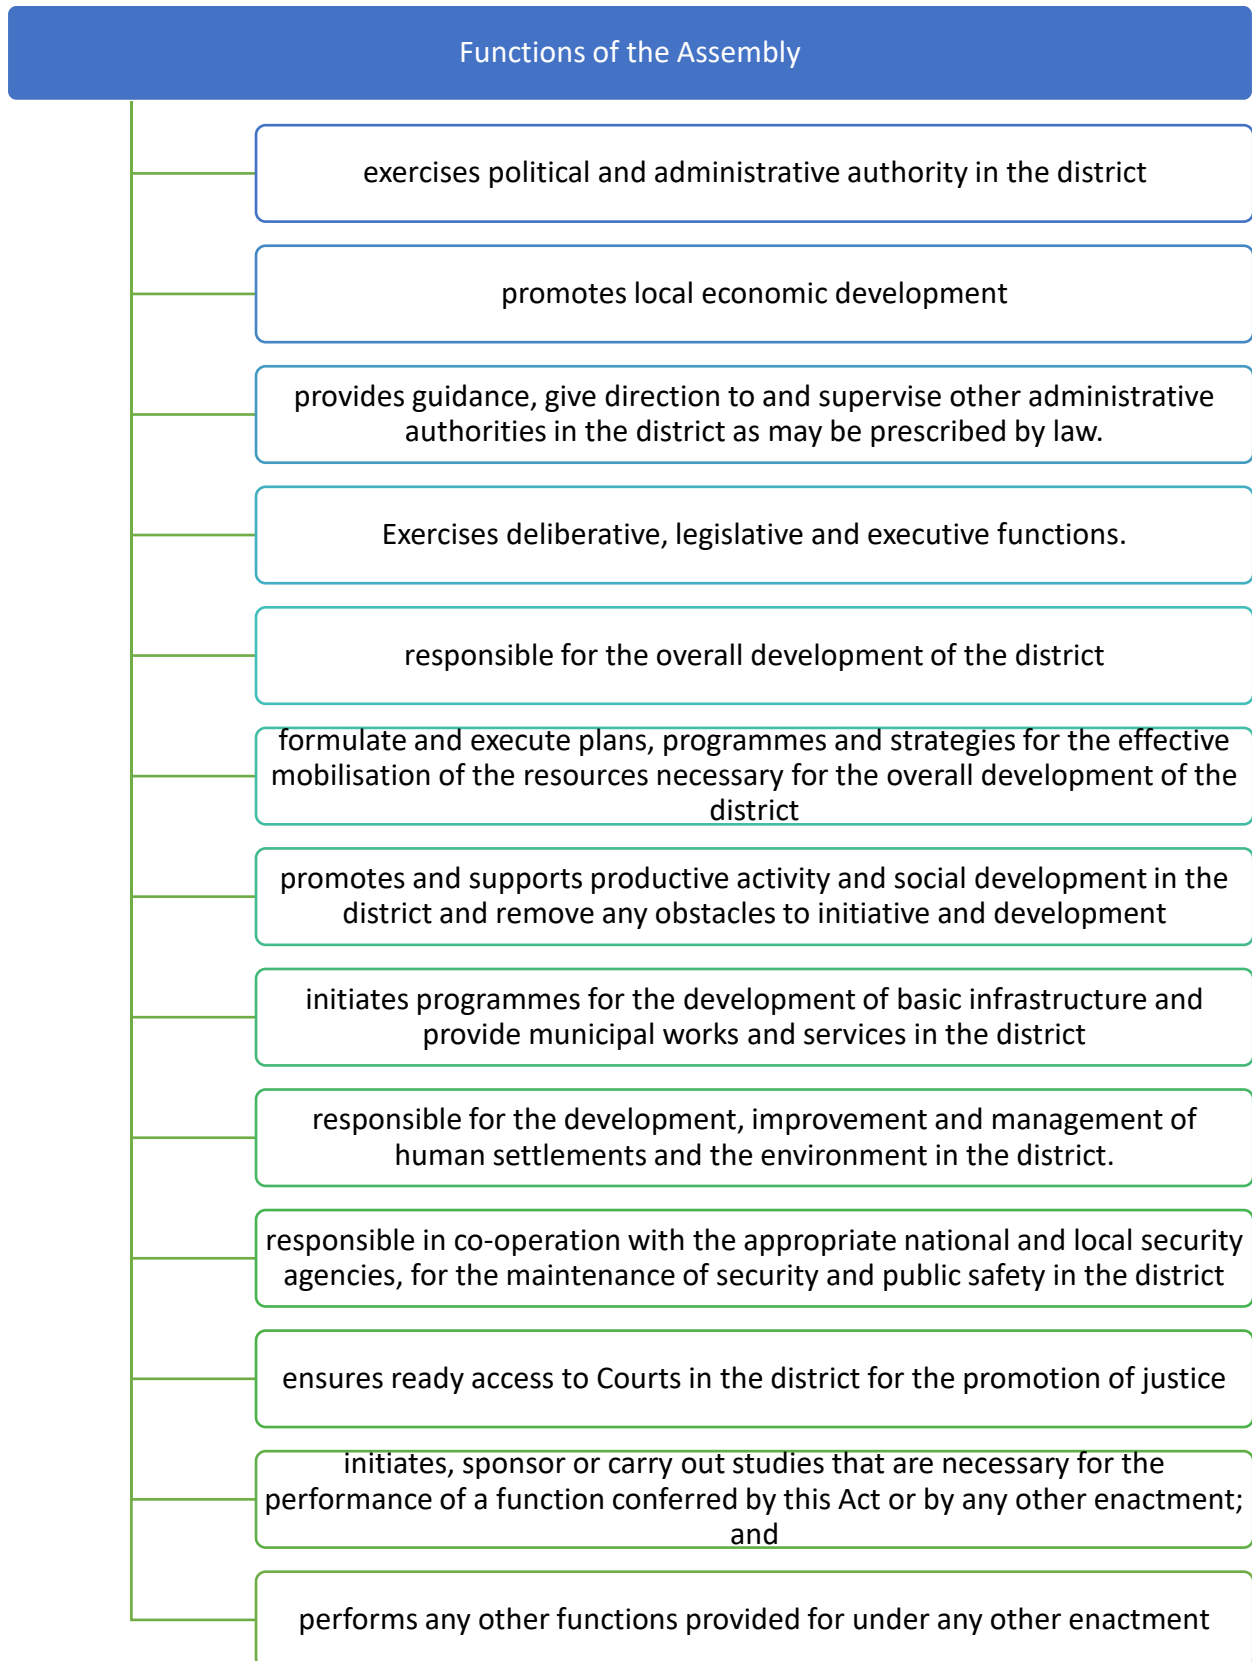 Functions of the Assembly
exercises political and administrative authority in the district
promotes local economic development
provides guidance, give direction to and supervise other administrative
authorities in the district as may be prescribed by law.
Exercises deliberative, legislative and executive functions.
responsible for the overall development of the district
formulate and execute plans, programmes and strategies for the effective
mobilisation of the resources necessary for the overall development of the
district
promotes and supports productive activity and social development in the
district and remove any obstacles to initiative and development
initiates programmes for the development of basic infrastructure and
provide municipal works and services in the district
responsible for the development, improvement and management of
human settlements and the environment in the district.
responsible in co-operation with the appropriate national and local security
agencies, for the maintenance of security and public safety in the district
ensures ready access to Courts in the district for the promotion of justice
initiates, sponsor or carry out studies that are necessary for the
performance of a function conferred by this Act or by any other enactment;
and
performs any other functions provided for under any other enactment